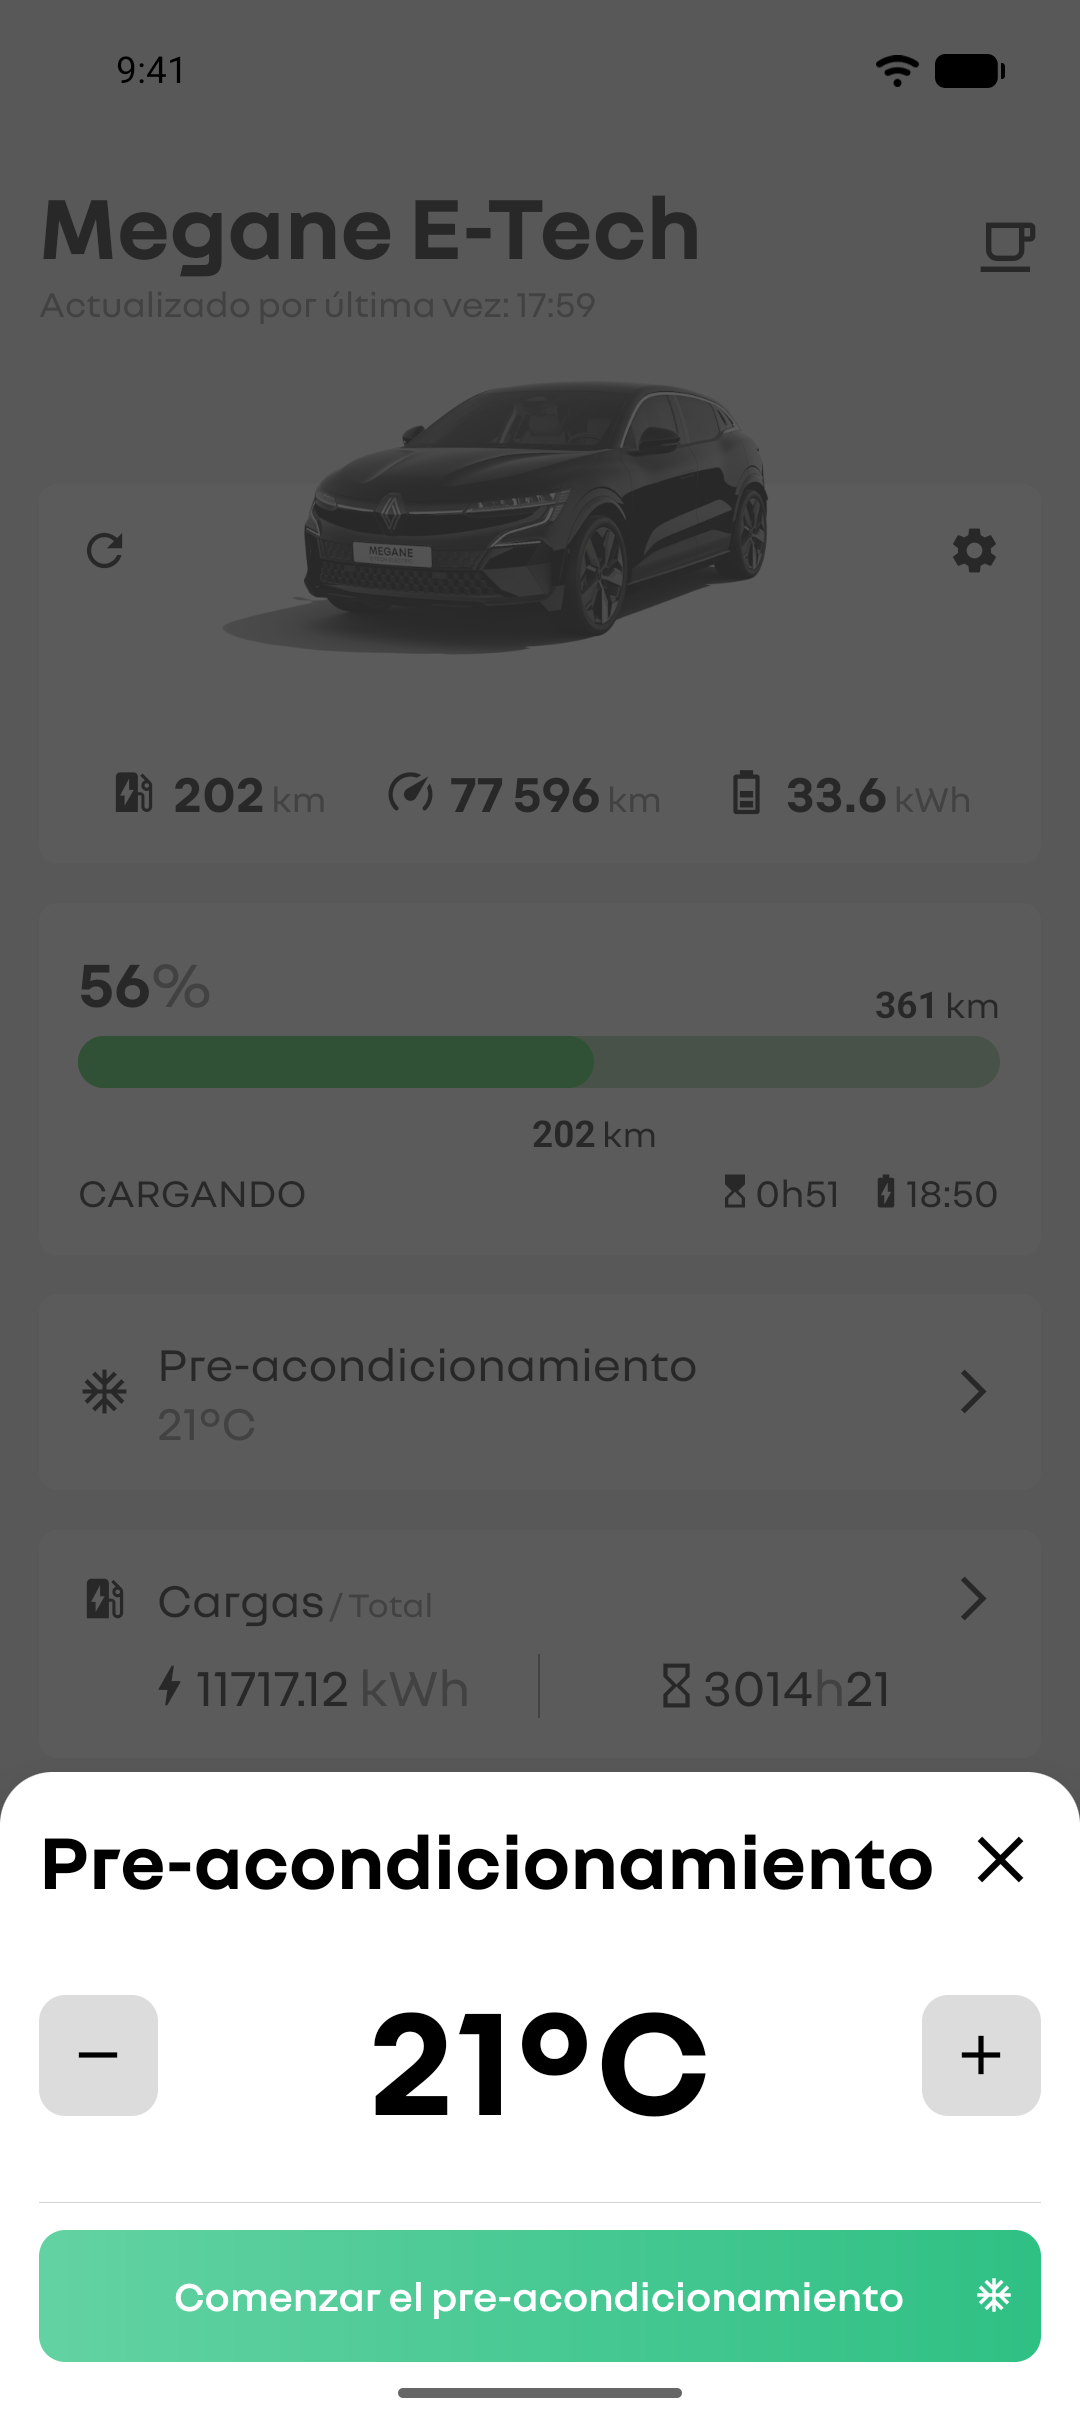 9:41
Megane E-Tech
Actualizado por última vez: 17:59
MEGANE
202 km 77 596 km 33.6 kWh
56%
361 km
202 km
CARGANDO 0h51 18:50
Pre-acondicionamiento
21°C
Cargas / Total
11717.12 kWh 3014h21
Pre-acondicionamiento
21°C
Comenzar el pre-acondicionamiento